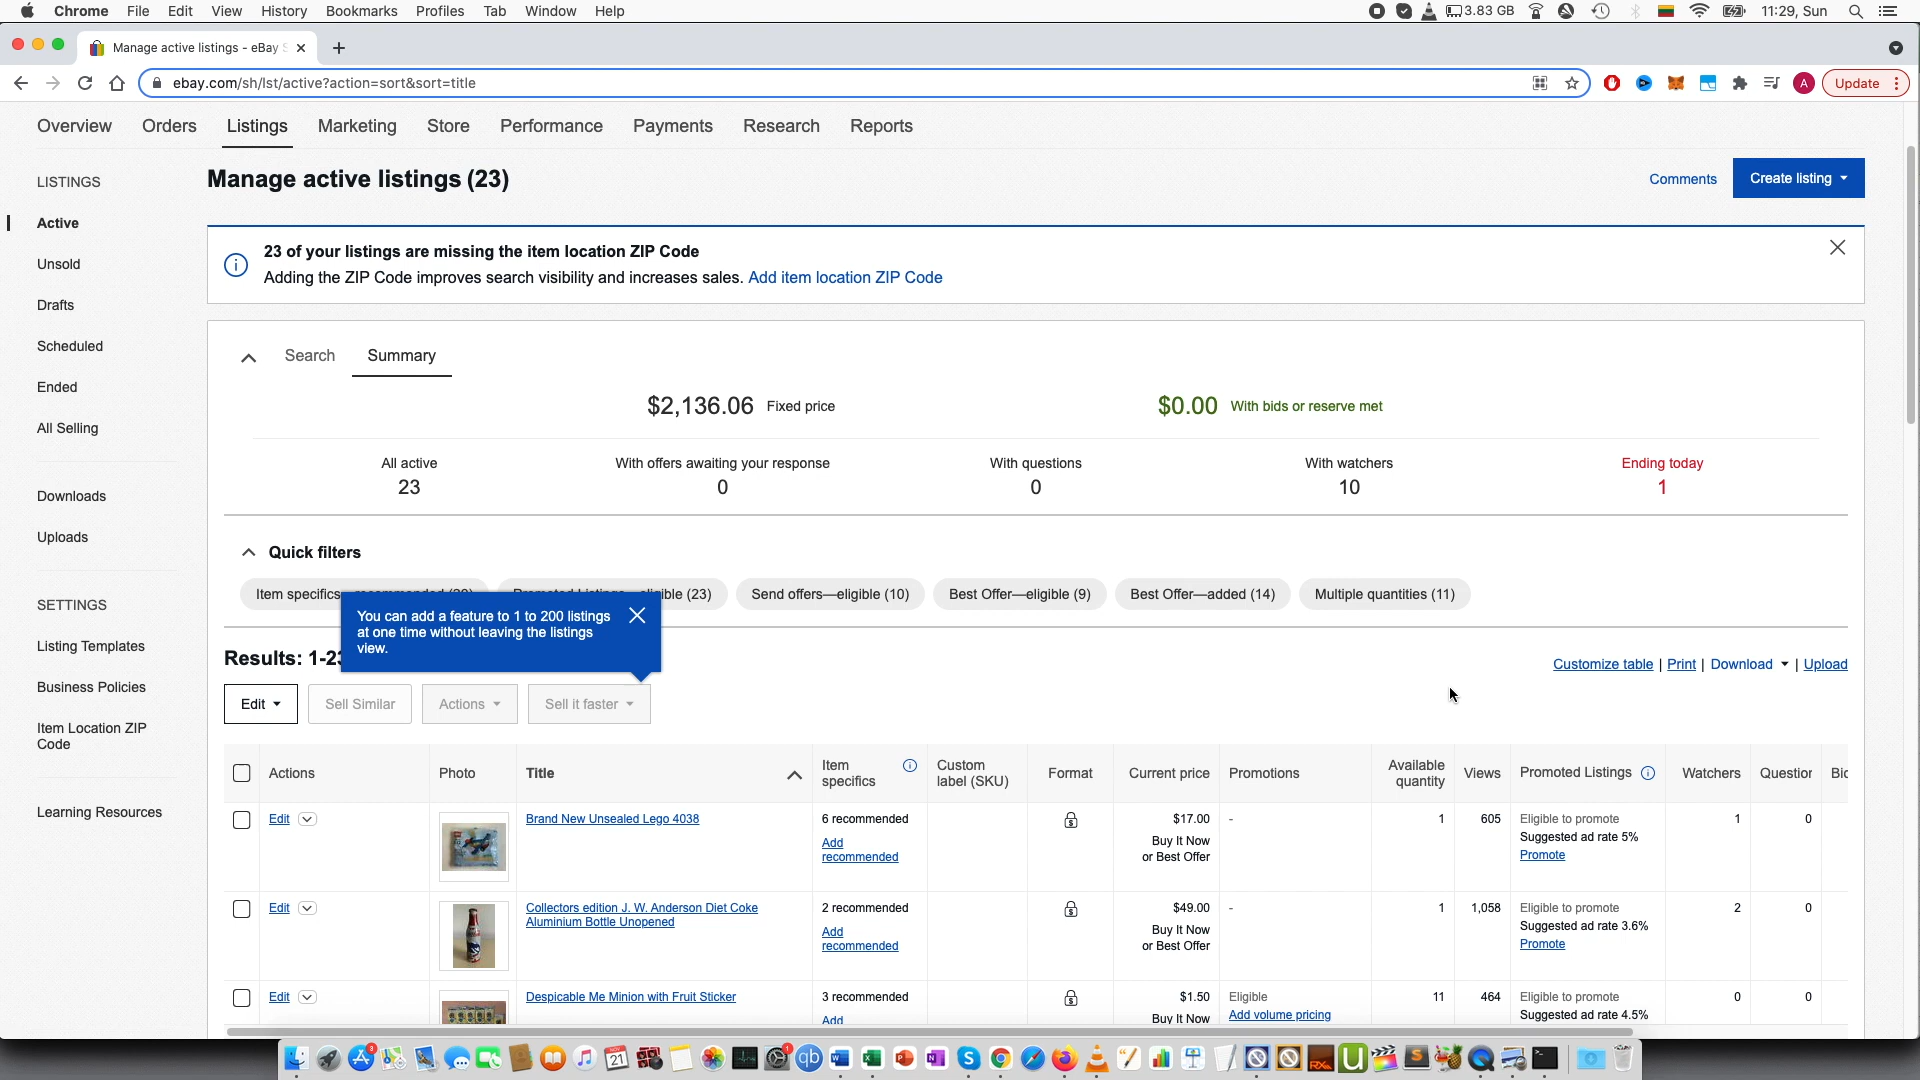 Chrome File Edit View History Bookmarks Profiles Tab Window Help 3.83 GB 11:29, Sun
Manage active listings - eBay S
ebay.com/sh/lst/active?action=sort&sort=title A Update
Overview Orders Listings Marketing Store Performance Payments Research Reports
LISTINGS
Active
Unsold
Drafts
Scheduled
Ended
All Selling
Downloads
Uploads
SETTINGS
Listing Templates
Business Policies
Item Location ZIP
Code
Learning Resources
Manage active listings (23)
Comments Create listing
23 of your listings are missing the item location ZIP Code
Adding the ZIP Code improves search visibility and increases sales. Add item location ZIP Code
Search Summary
$2,136.06 Fixed price $0.00 With bids or reserve met
All active With offers awaiting your response With questions With watchers Ending today
23 0 0 10 1
Quick filters
Item specifics (23) Send offers—eligible (10) Best Offer—eligible (9) Best Offer—added (14) Multiple quantities (11)
You can add a feature to 1 to 200 listings
at one time without leaving the listings
view.
Results: 1-23
Customize table | Print | Download | Upload
Edit Sell Similar Actions Sell it faster
Actions Photo Title Item specifics Custom label (SKU) Format Current price Promotions Available quantity Views Promoted Listings Watchers Question Bid
Edit Brand New Unsealed Lego 4038 6 recommended $17.00 - 1 605 Eligible to promote 1 0
Suggested ad rate 5%
Add Buy It Now
recommended or Best Offer Promote
Edit Collectors edition J. W. Anderson Diet Coke 2 recommended $49.00 - 1 1,058 Eligible to promote 2 0
Aluminium Bottle Unopened Suggested ad rate 3.6%
Add Buy It Now
recommended or Best Offer Promote
Edit Despicable Me Minion with Fruit Sticker 3 recommended $1.50 Eligible 11 464 Eligible to promote 0 0
Add Buy It Now Add volume pricing Suggested ad rate 4.5%
3 NOV 21 1 qb